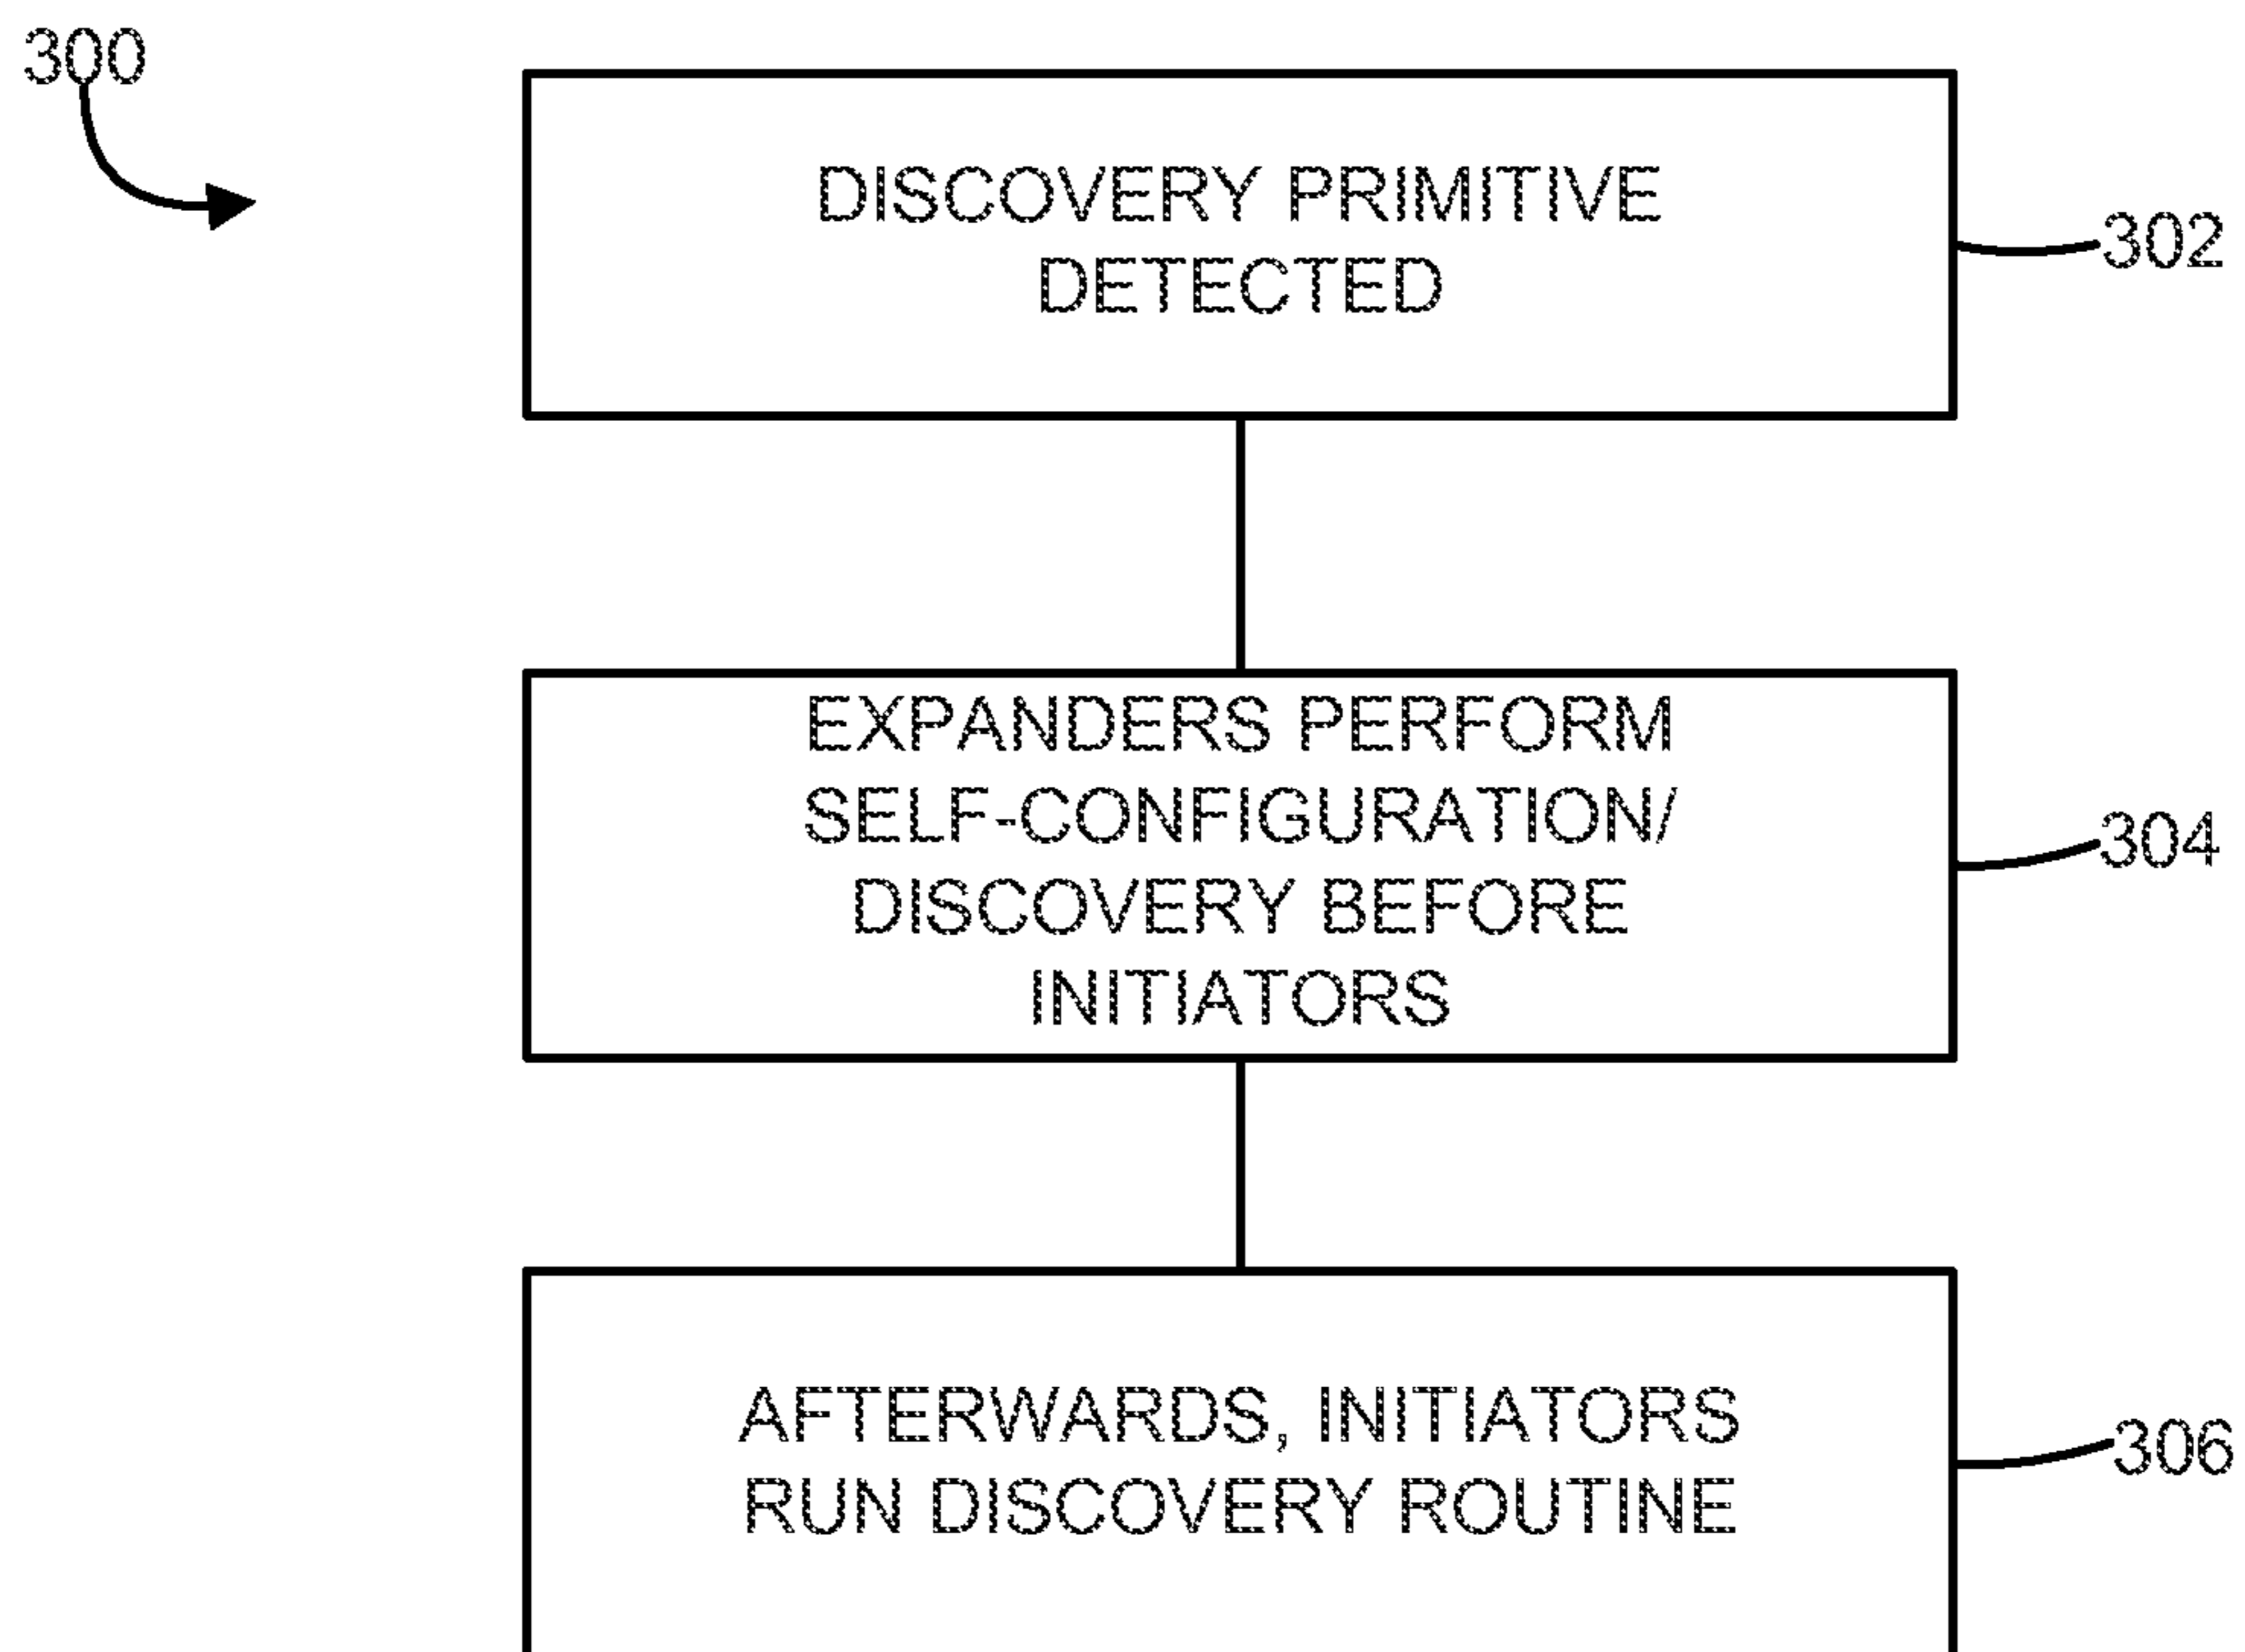 300
DISCOVERY PRIMITIVE
DETECTED
302
EXPANDERS PERFORM
SELF-CONFIGURATION/
DISCOVERY BEFORE
INITIATORS
304
AFTERWARDS, INITIATORS
RUN DISCOVERY ROUTINE
306